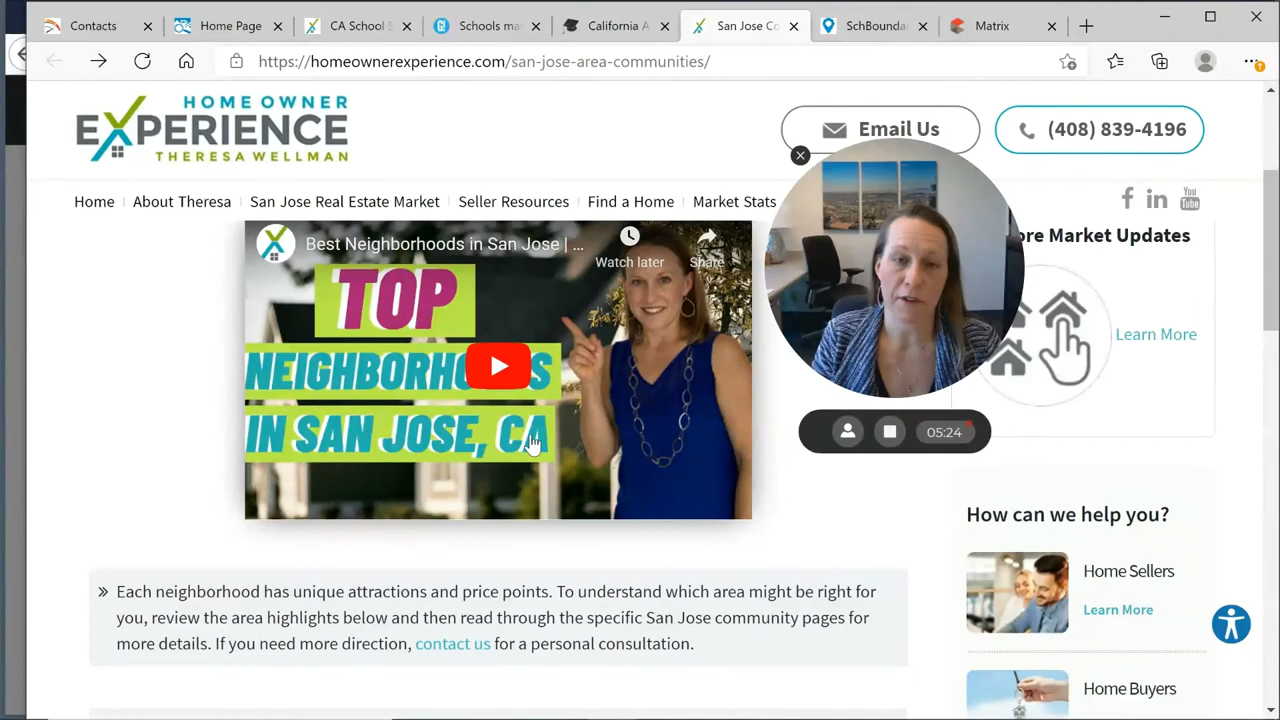 Contacts
Home Page
CA School S
Schools ma
California A
San Jose Co
SchBounda
Matrix
https://homeownerexperience.com/san-jose-area-communities/
HOME OWNER
EXPERIENCE
THERESA WELLMAN
Email Us
(408) 839-4196
Home
About Theresa
San Jose Real Estate Market
Seller Resources
Find a Home
Market Stats
You
Tube
Best Neighborhoods in San Jose | ...
Watch later
Share
TOP
NEIGHBORHOODS
IN SAN JOSE, CA
ore Market Updates
Learn More
05:24
Each neighborhood has unique attractions and price points. To understand which area might be right for
you, review the area highlights below and then read through the specific San Jose community pages for
more details. If you need more direction, contact us for a personal consultation.
How can we help you?
Home Sellers
Learn More
Home Buyers